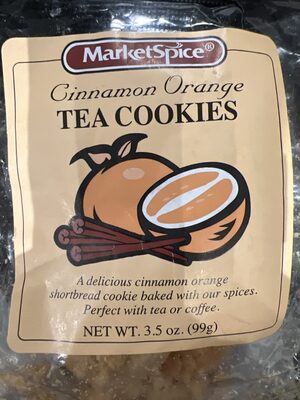 MarketSpice®
Cinnamon Orange
TEA COOKIES
A delicious cinnamon orange
shortbread cookie baked with our spices.
Perfect with tea or coffee.
NET WT. 3.5 oz. (99g)